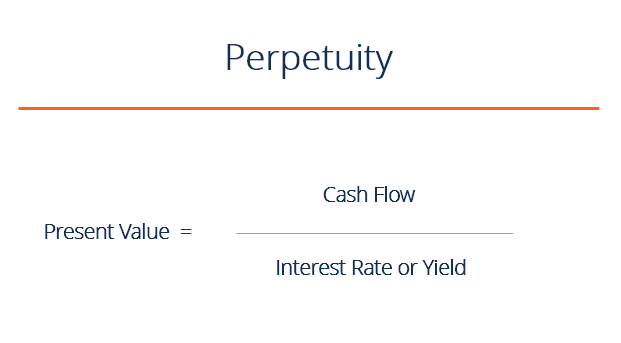 Perpetuity
Cash Flow
Present Value =
Interest Rate or Yield